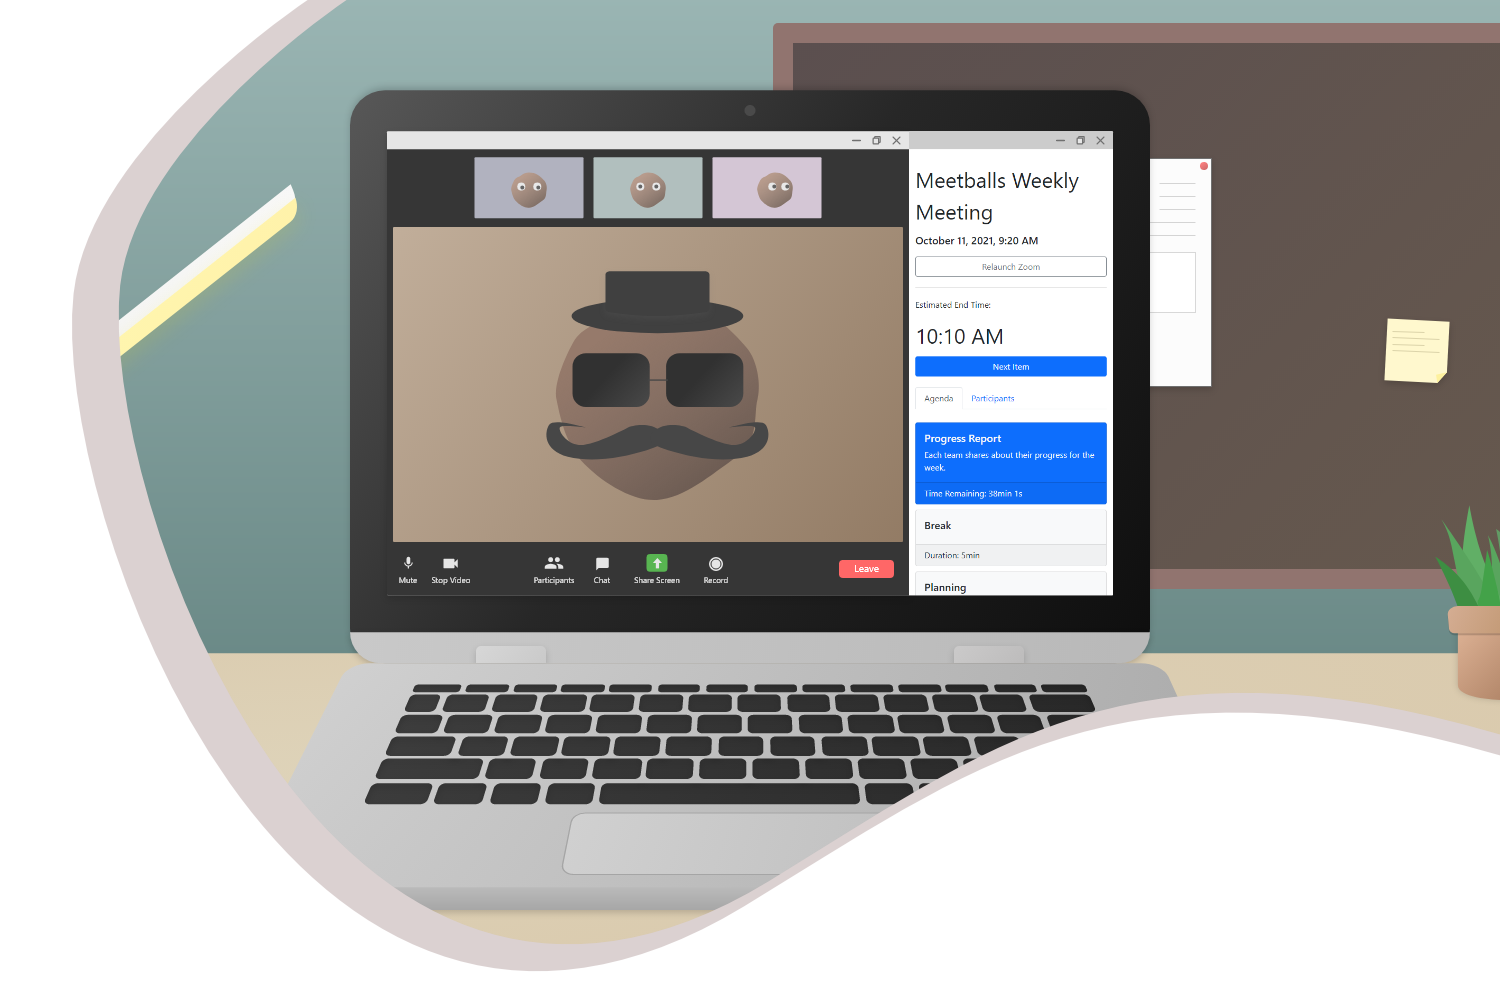 Meetballs Weekly
Meeting
October 11, 2021, 9:20 AM
Relaunch Zoom
Estimated End Time:
10:10 AM
Next Item
Agenda Participants
Progress Report
Each team shares about their progress for the
week.
Time Remaining: 38min 1s
Break
Duration: 5min
Planning
Mute Stop Video Participants Chat Share Screen Record Leave